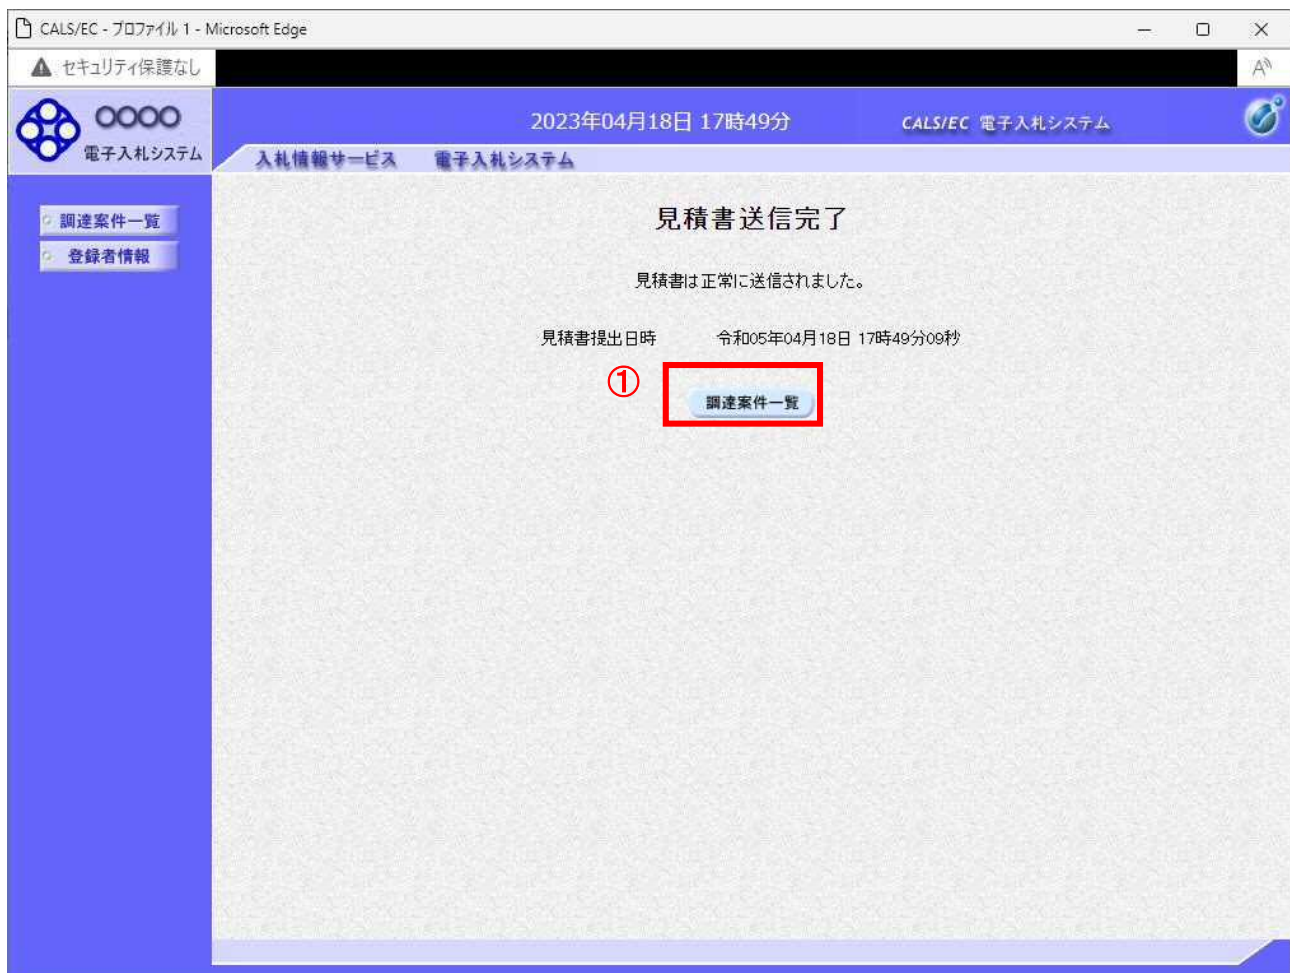 CALS/EC - プロファイル 1 - Microsoft Edge
セキュリティ保護なし
OOOO
電子入札システム
2023年04月18日 17時49分
CALS/EC 電子入札システム
入札情報サービス 電子入札システム
調達案件一覧
登録者情報
見積書送信完了
見積書は正常に送信されました。
見積書提出日時 令和05年04月18日 17時49分09秒
①
調達案件一覧